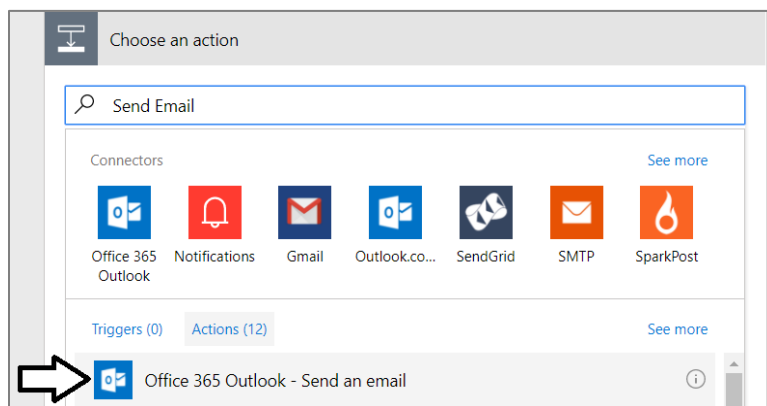 Choose an action
Send Email
Connectors See more
Office 365 Outlook Notifications Gmail Outlook.co... SendGrid SMTP SparkPost
Triggers (0) Actions (12) See more
Office 365 Outlook - Send an email